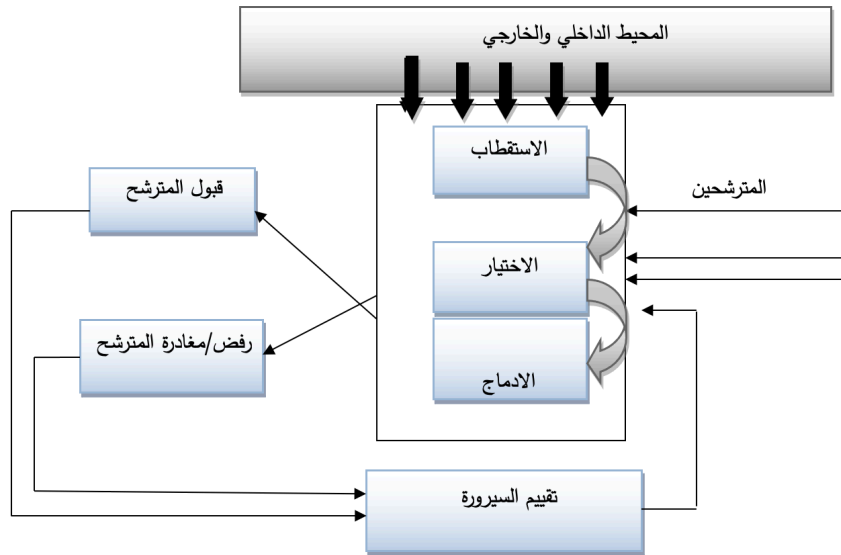 المحيط الداخلي والخارجي
الاستقطاب
المترشحين
قبول المترشح
الاختيار
رفض/مغادرة المترشح
الادماج
تقييم السيرورة